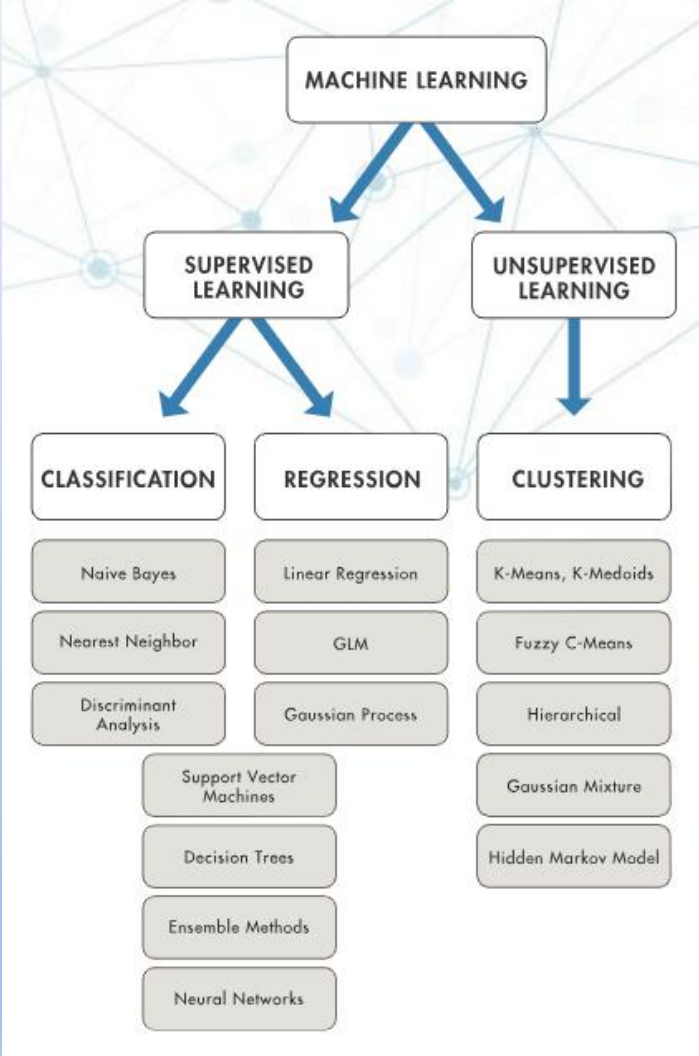 MACHINE LEARNING
SUPERVISED
LEARNING
UNSUPERVISED
LEARNING
CLASSIFICATION
REGRESSION
CLUSTERING
Naive Bayes
Linear Regression
K-Means, K-Medoids
Nearest Neighbor
GLM
Fuzzy C-Means
Discriminant
Analysis
Gaussian Process
Hierarchical
Support Vector
Machines
Gaussian Mixture
Decision Trees
Hidden Markov Model
Ensemble Methods
Neural Networks